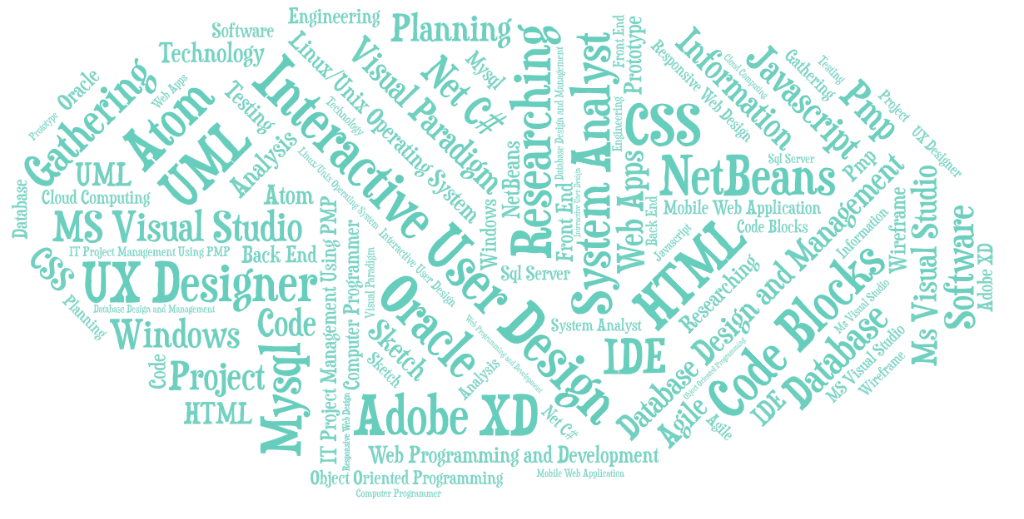 Engineering
Planning
Software
Technology
Linux/Unix Operating System
Visual Paradigm
Mysql
Net C#
Researching
Database Design and Management
System Analyst
Front End
Prototype
Responsive Web Design
Information
Cloud Computing
Javascript
Gathering
Testing
Pmp
Project
UX Designer
Oracle
Prototype
Gathering
Web Apps
Atom
Testing
Interactive User Design
Technology
UML
Analysis
UML
Cloud Computing
Database
Atom
Linux/Unix Operating System
Interactive User Design
MS Visual Studio
IT Project Management Using PMP
Back End
CSS
UX Designer
Database Design and Management
Planning
Windows
Code
Code
Project
HTML
Mysql
IT Project Management Using PMP
Computer Programmer
Responsive Web Design
Visual Paradigm
Oracle
Sketch
Sketch
Web Programming and Development
Analysis
Adobe XD
Net C#
Web Programming and Development
Object Oriented Programming
Mobile Web Application
Computer Programmer
NetBeans
Windows
Sql Server
Front End
Interactive User Design
Engineering
CSS
Web Apps
Back End
NetBeans
Sql Server
Pmp
Mobile Web Application
Code Blocks
Javascript
HTML
Researching
System Analyst
IDE
Database Design and Management
Information
Wireframe
Code Blocks
Object Oriented Programming
Agile
Agile
IDE
Database
Ms Visual Studio
MS Visual Studio
Wireframe
Ms Visual Studio
Software
Adobe XD